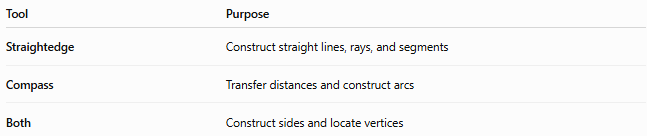 Tool Purpose
Straightedge Construct straight lines, rays, and segments
Compass Transfer distances and construct arcs
Both Construct sides and locate vertices